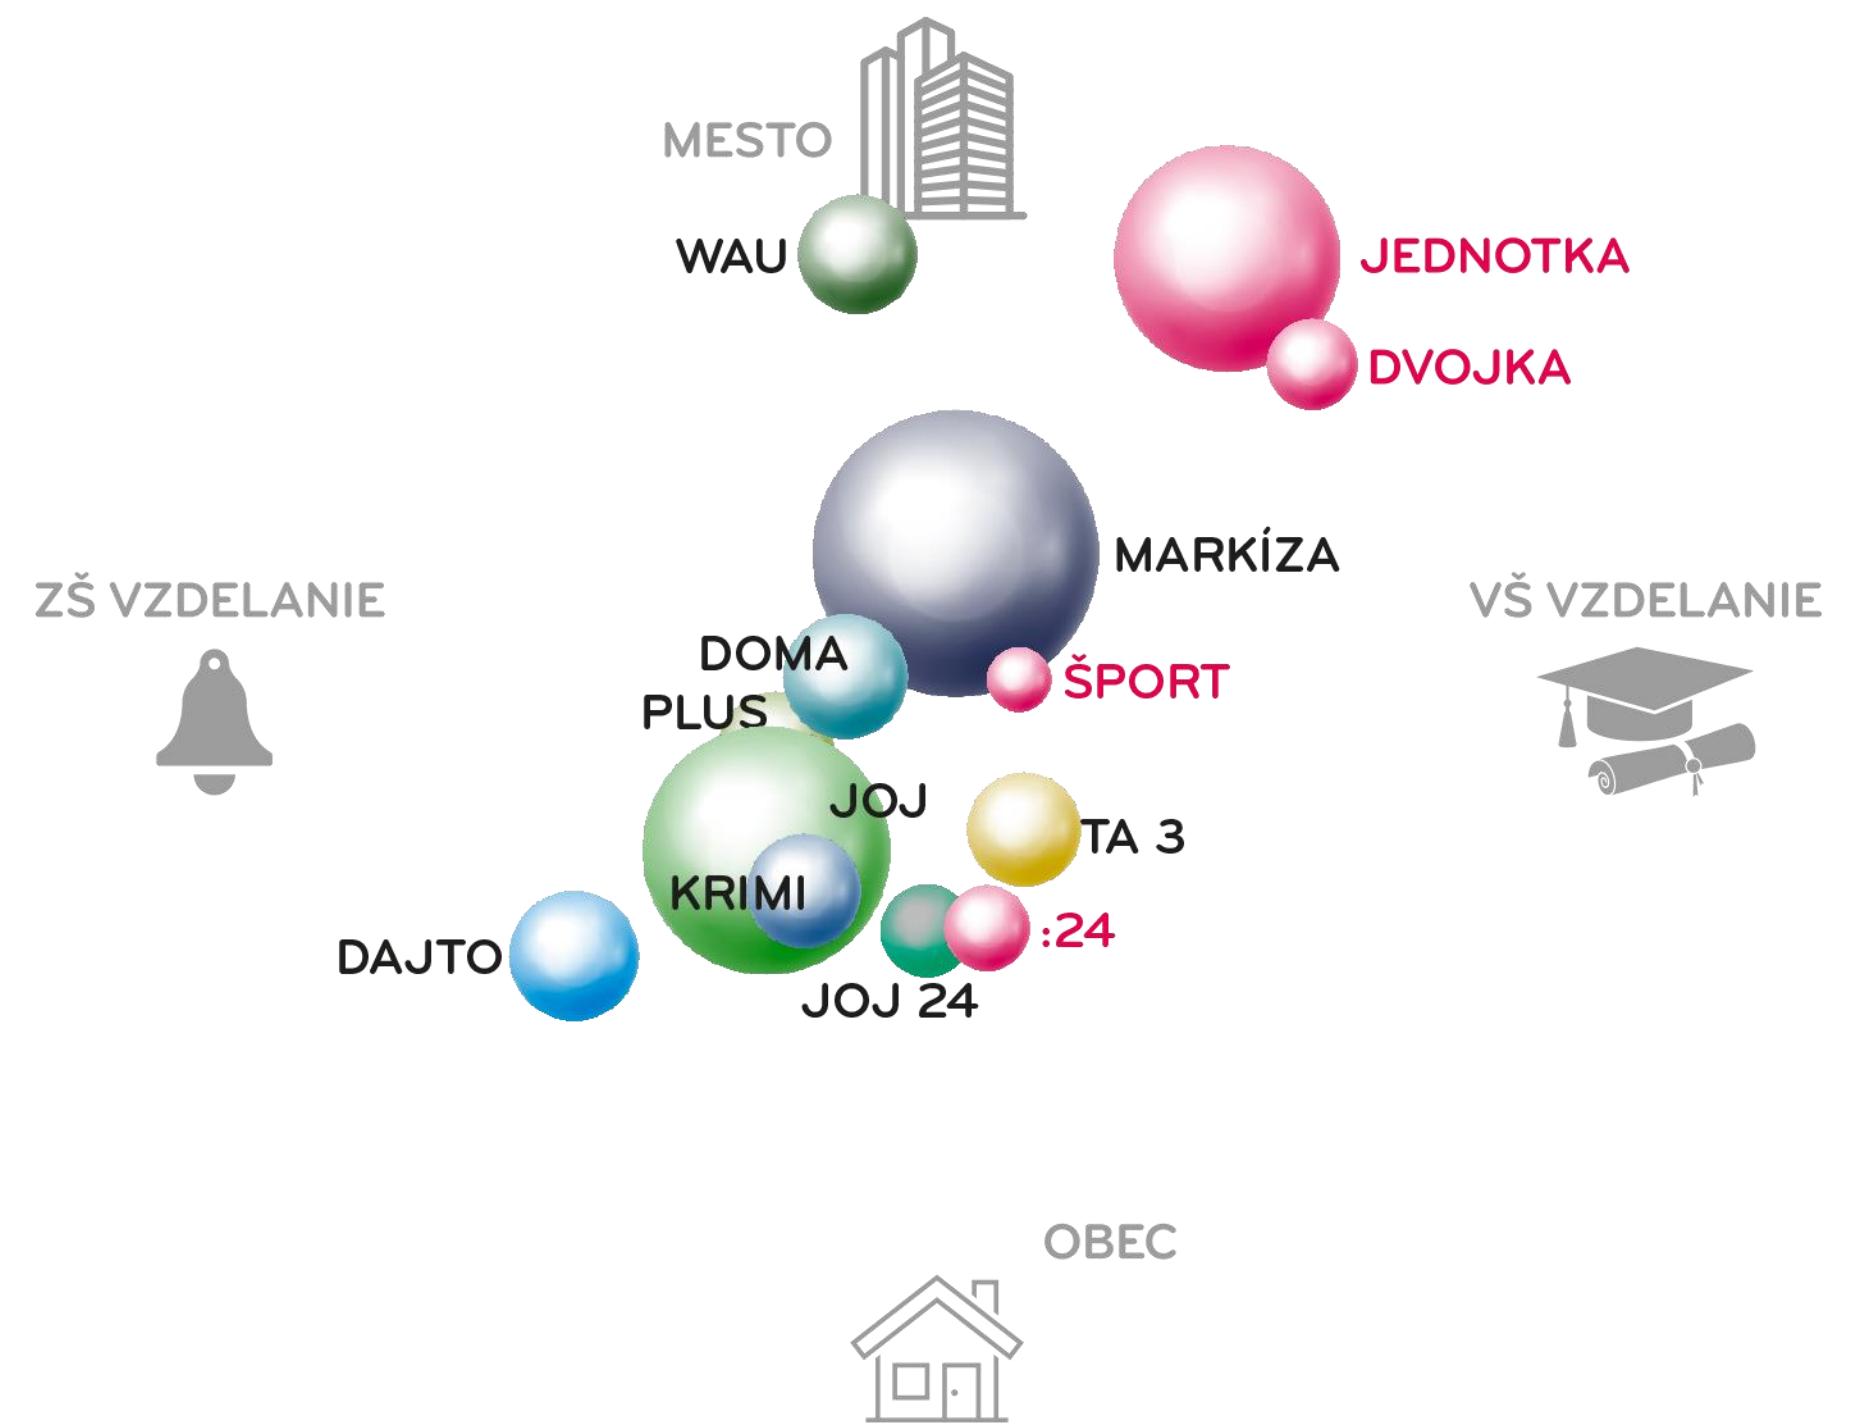 MESTO
WAU
JEDNOTKA
DVOJKA
MARKÍZA
ZŠ VZDELANIE
VŠ VZDELANIE
DOMA
ŠPORT
PLUS
JOJ
TA 3
KRIMI
:24
DAJTO
JOJ 24
OBEC